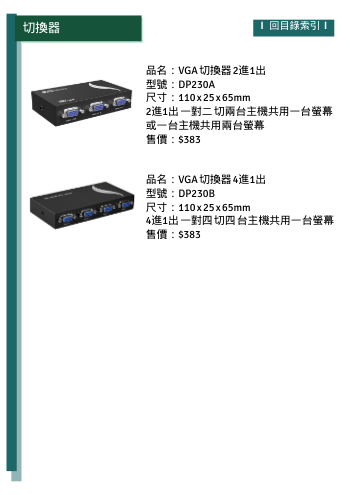 切換器
回目錄索引
品名：VGA切換器2進1出
型號：DP230A
尺寸：110x25x65mm
2進1出 一對二 切兩台主機共用一台螢幕
或一台主機共用兩台螢幕
售價：$383
品名：VGA切換器4進1出
型號：DP230B
尺寸：110x25x65mm
4進1出 一對四 切四 台主機共用一台螢幕
售價：$383